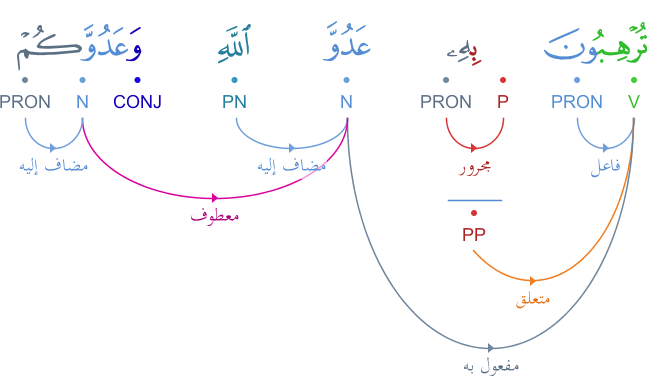 تُرْهِبُونَ بِهِۦ عَدُوَّ ٱللَّهِ وَعَدُوَّكُمْ
V PRON P PRON N PN CONJ N PRON
فاعل مجرور مضاف إليه مضاف إليه
معطوف
PP
متعلق
مفعول به